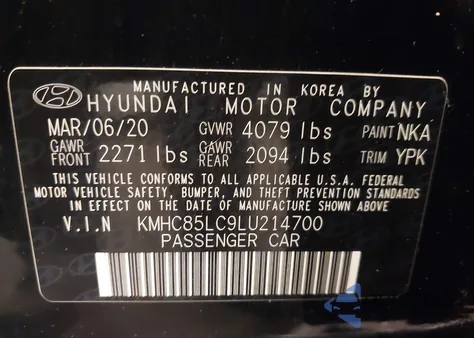 MANUFACTURED IN KOREA BY
HYUNDAI MOTOR COMPANY
MAR/06/20 GVWR 4079 lbs PAINT NKA
GAWR FRONT 2271 lbs GAWR REAR 2094 lbs TRIM YPK
THIS VEHICLE CONFORMS TO ALL APPLICABLE U.S.A. FEDERAL
MOTOR VEHICLE SAFETY, BUMPER, AND THEFT PREVENTION STANDARDS
IN EFFECT ON THE DATE OF MANUFACTURE SHOWN ABOVE
V.I.N KMHC85LC9LU214700
PASSENGER CAR